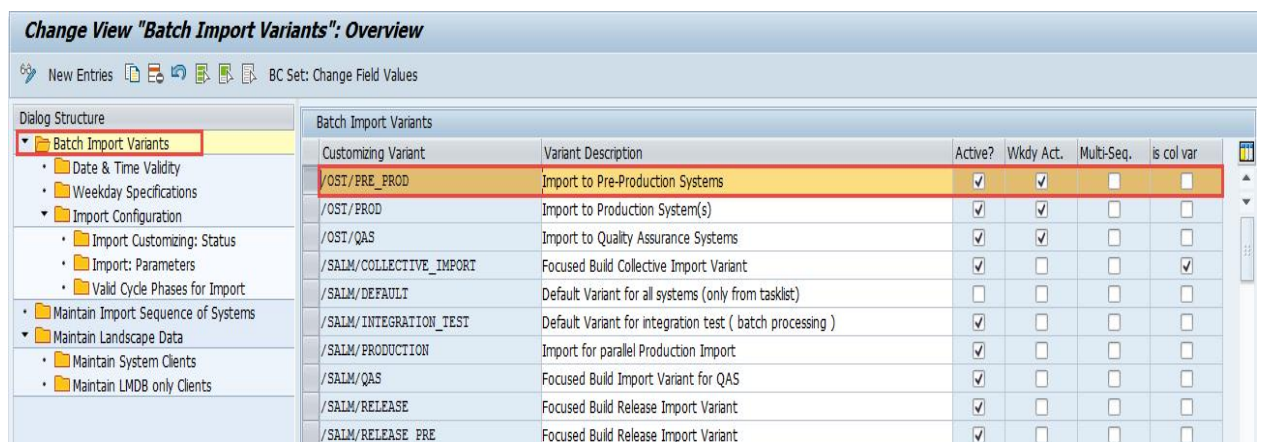 Change View "Batch Import Variants": Overview
New Entries BC Set: Change Field Values
Dialog Structure
Batch Import Variants
Date & Time Validity
Weekday Specifications
Import Configuration
Import Customizing: Status
Import: Parameters
Valid Cycle Phases for Import
Maintain Import Sequence of Systems
Maintain Landscape Data
Maintain System Clients
Maintain LMDB only Clients
Batch Import Variants
Customizing Variant Variant Description Active? Wkdy Act. Multi-Seq. is col var
/OST/PRE_PROD Import to Pre-Production Systems
/OST/PROD Import to Production System(s)
/OST/QAS Import to Quality Assurance Systems
/SALM/COLLECTIVE_IMPORT Focused Build Collective Import Variant
/SALM/DEFAULT Default Variant for all systems (only from tasklist)
/SALM/INTEGRATION_TEST Default Variant for integration test ( batch processing )
/SALM/PRODUCTION Import for parallel Production Import
/SALM/QAS Focused Build Import Variant for QAS
/SALM/RELEASE Focused Build Release Import Variant
/SALM/RELEASE_PRE Focused Build Release Import Variant